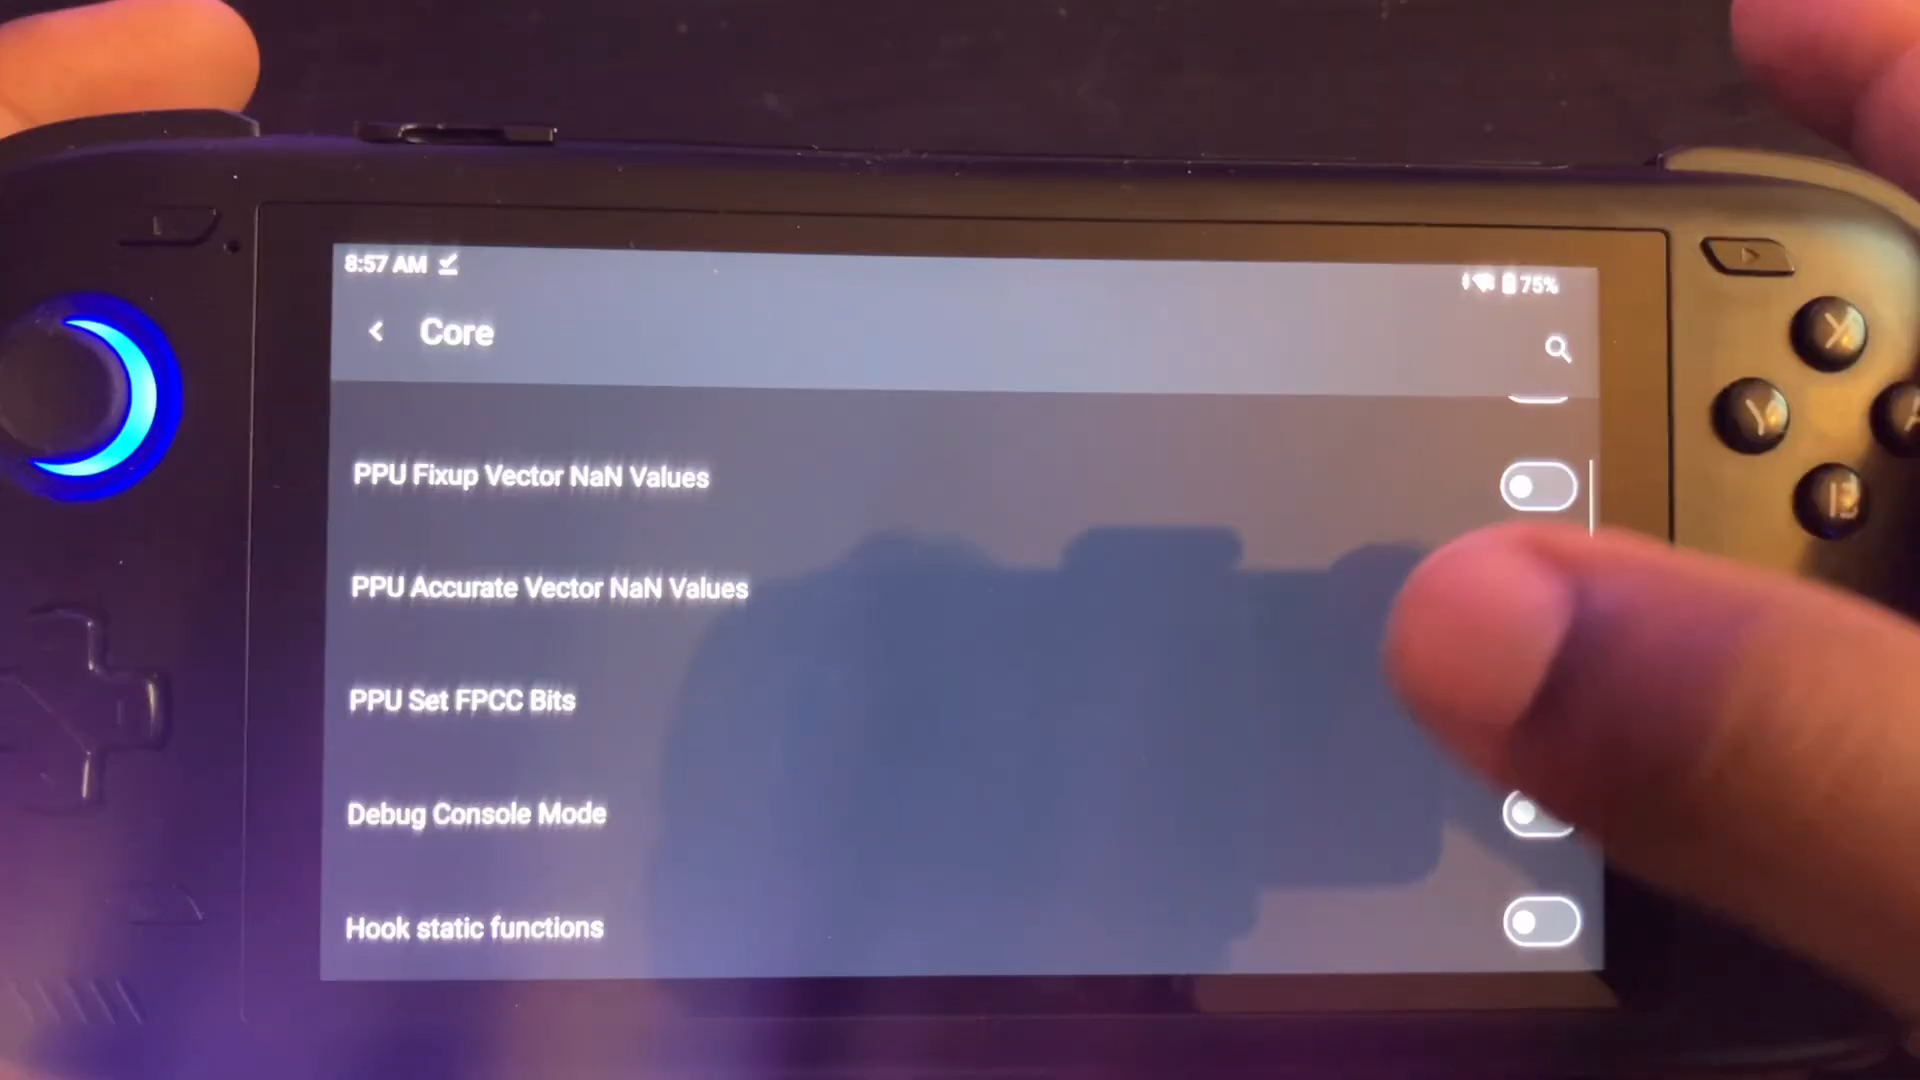 8:57 AM
75%
Core
PPU Fixup Vector NaN Values
PPU Accurate Vector NaN Values
PPU Set FPCC Bits
Debug Console Mode
Hook static functions
X
Y
B